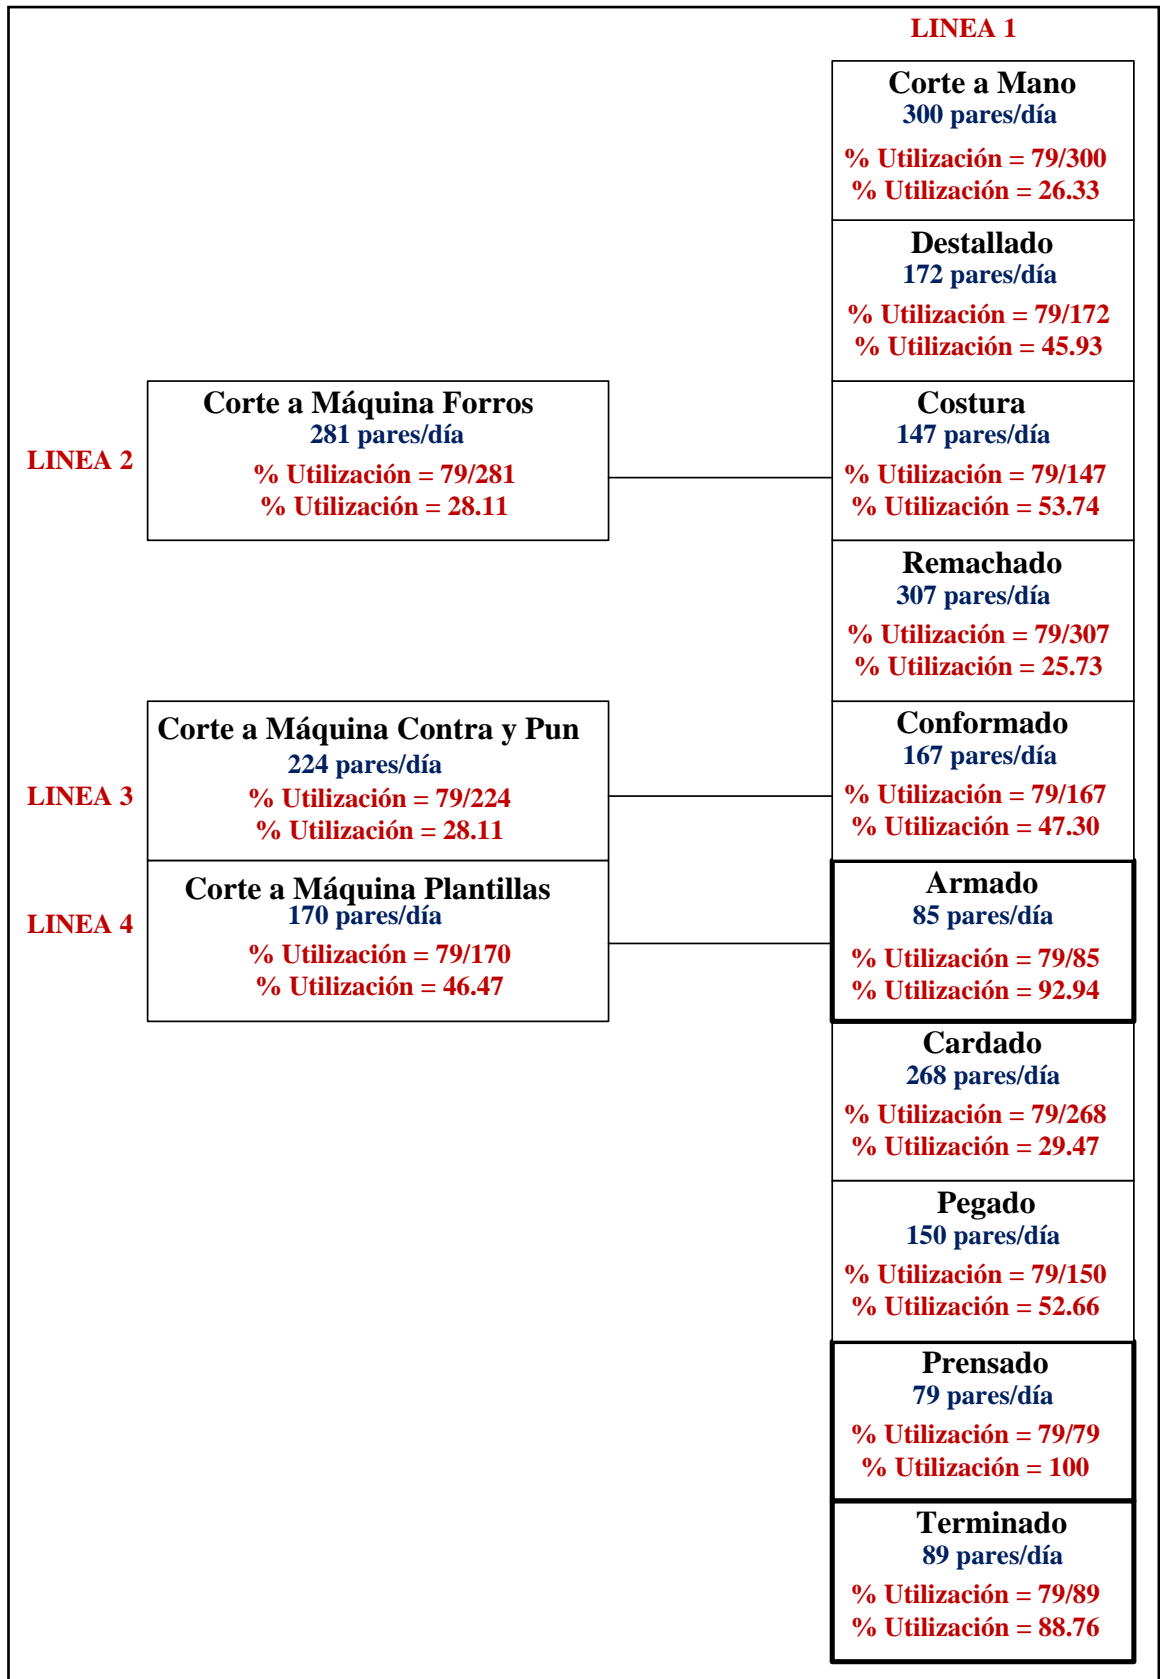 LINEA 1
Corte a Mano
300 pares/día
% Utilización = 79/300
% Utilización = 26.33
Destallado
172 pares/día
% Utilización = 79/172
% Utilización = 45.93
LINEA 2
Corte a Máquina Forros
281 pares/día
% Utilización = 79/281
% Utilización = 28.11
Costura
147 pares/día
% Utilización = 79/147
% Utilización = 53.74
Remachado
307 pares/día
% Utilización = 79/307
% Utilización = 25.73
LINEA 3
Corte a Máquina Contra y Pun
224 pares/día
% Utilización = 79/224
% Utilización = 28.11
Conformado
167 pares/día
% Utilización = 79/167
% Utilización = 47.30
LINEA 4
Corte a Máquina Plantillas
170 pares/día
% Utilización = 79/170
% Utilización = 46.47
Armado
85 pares/día
% Utilización = 79/85
% Utilización = 92.94
Cardado
268 pares/día
% Utilización = 79/268
% Utilización = 29.47
Pegado
150 pares/día
% Utilización = 79/150
% Utilización = 52.66
Prensado
79 pares/día
% Utilización = 79/79
% Utilización = 100
Terminado
89 pares/día
% Utilización = 79/89
% Utilización = 88.76